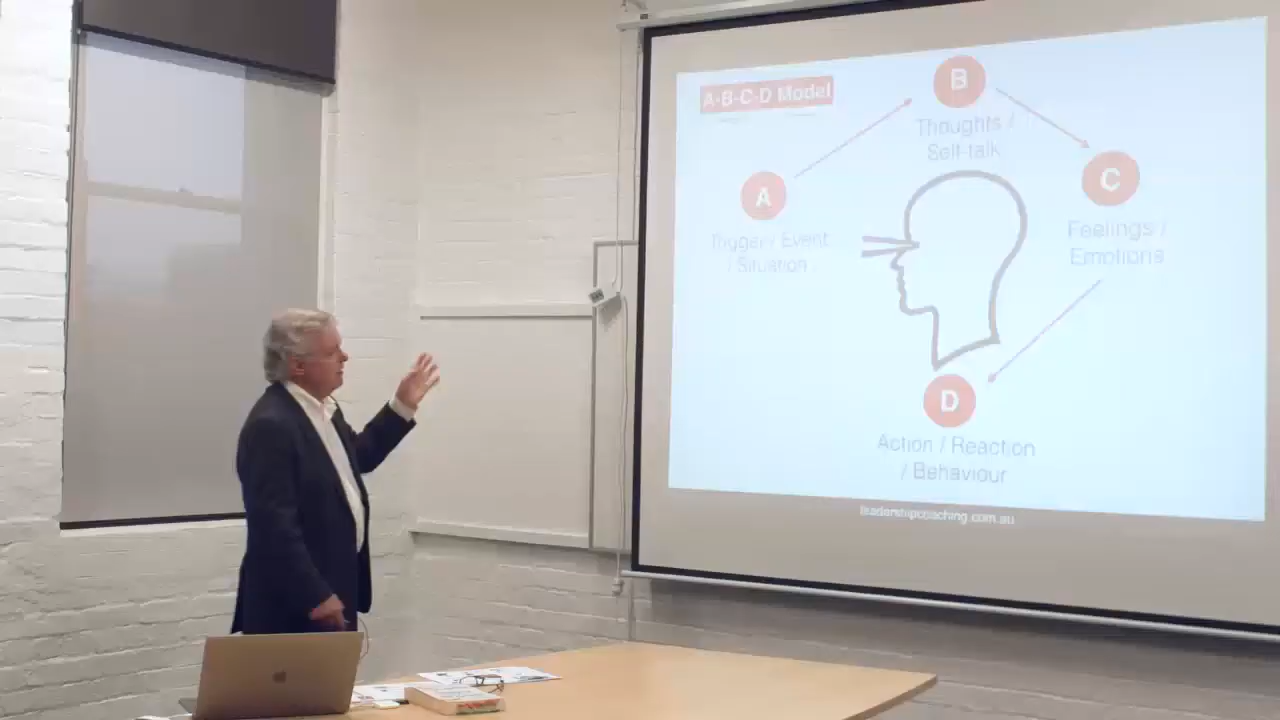 A-B-C-D Model
B
Thoughts /
Self-talk
A
Trigger / Event
/ Situation
C
Feelings /
Emotions
D
Action / Reaction
/ Behaviour
leadershipcoaching.com.au